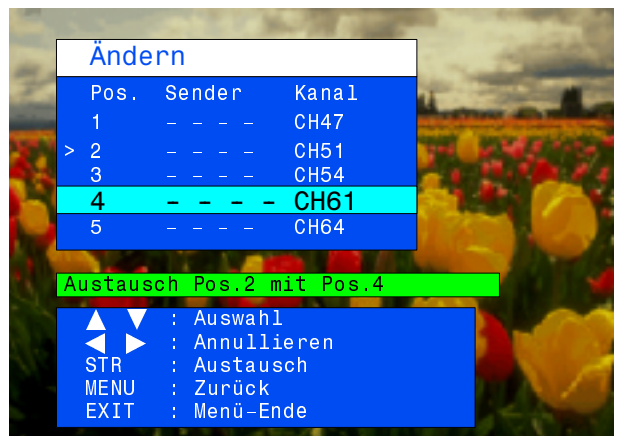 Ändern
Pos. Sender Kanal
1 – – – – CH47
> 2 – – – – CH51
3 – – – – CH54
4 – – – – CH61
5 – – – – CH64
Austausch Pos.2 mit Pos.4
▲ ▼ : Auswahl
◀ ▶ : Annullieren
STR : Austausch
MENU : Zurück
EXIT : Menü–Ende